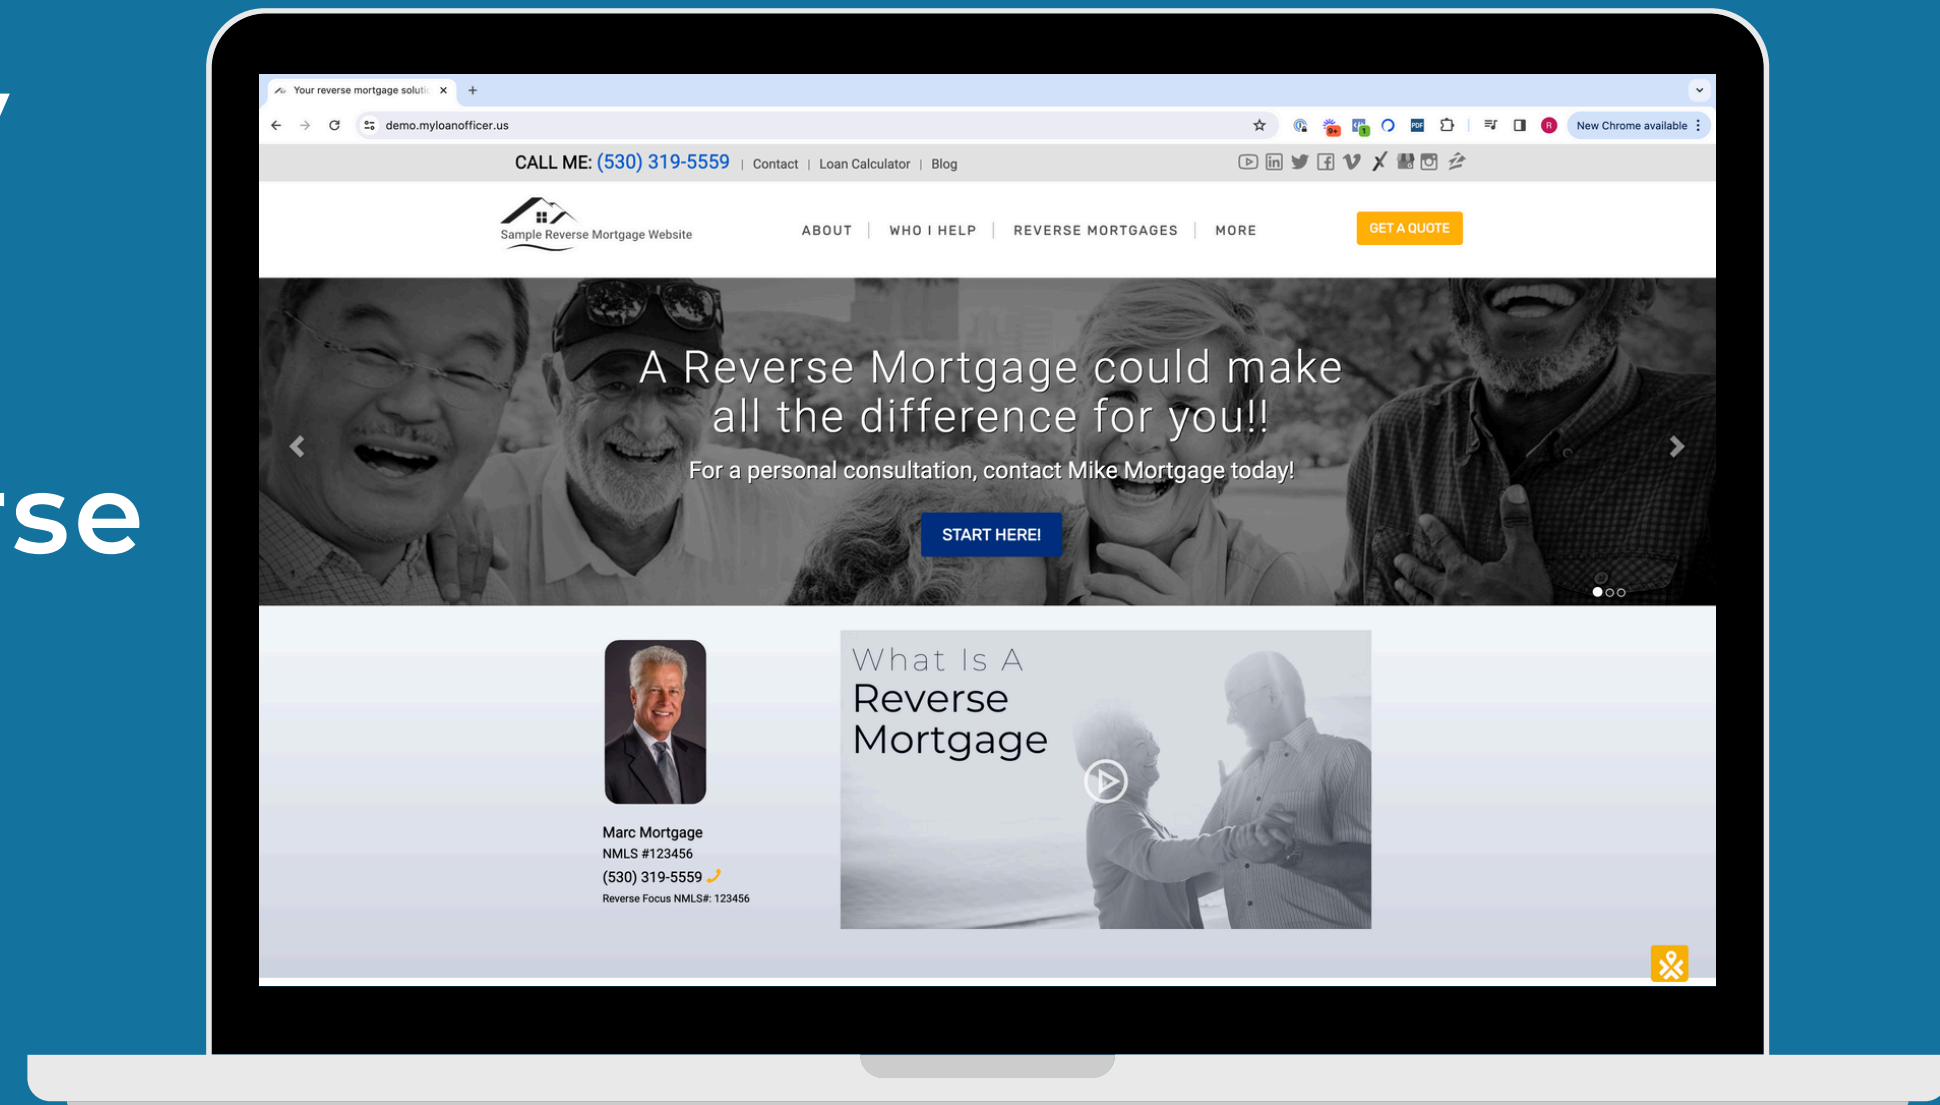 Your reverse mortgage soluti
demo.myloanofficer.us
9+
1
PDF
R
New Chrome available
CALL ME: (530) 319-5559 | Contact | Loan Calculator | Blog
Sample Reverse Mortgage Website
ABOUT | WHO I HELP | REVERSE MORTGAGES | MORE
GET A QUOTE
A Reverse Mortgage could make
all the difference for you!!
For a personal consultation, contact Mike Mortgage today!
START HERE!
rse
What Is A
Reverse
Mortgage
Marc Mortgage
NMLS #123456
(530) 319-5559
Reverse Focus NMLS#: 123456